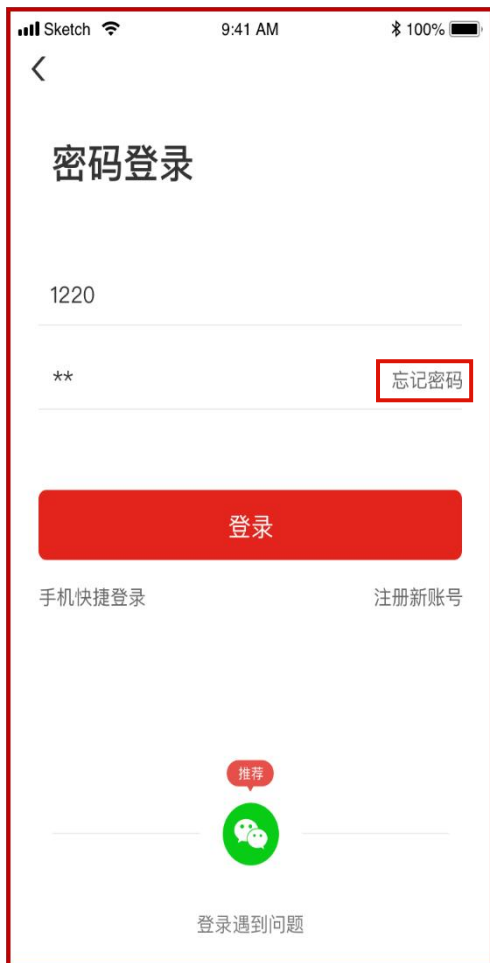 Sketch 9:41 AM 100%
密码登录
1220
** 忘记密码
登录
手机快捷登录 注册新账号
推荐
登录遇到问题